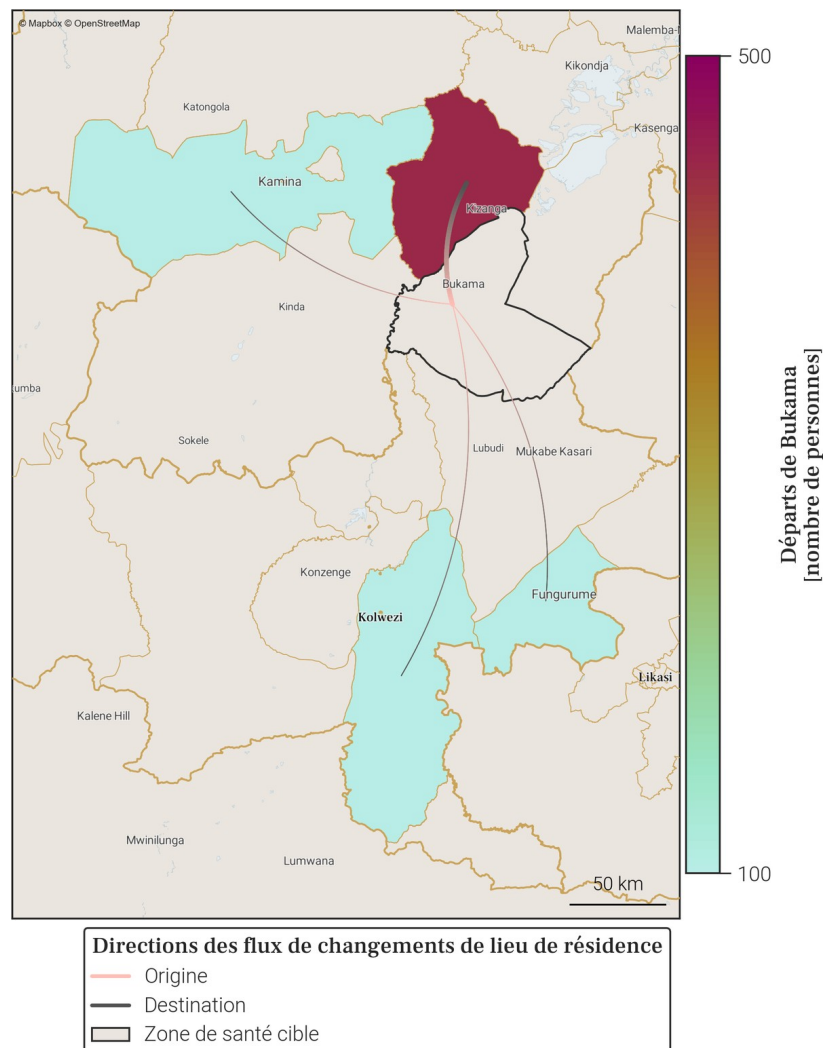 © Mapbox © OpenStreetMap
Malemba-N
Kikondja
Katongola
Kasenga
Kamina
Kizanga
Bukama
Kinda
umba
Sokele
Lubudi
Mukabe Kasari
Konzenge
Fungurume
Kolwezi
Likasi
Kalene Hill
Mwinilunga
Lumwana
50 km
500
100
Départs de Bukama
[nombre de personnes]
Directions des flux de changements de lieu de résidence
Origine
Destination
Zone de santé cible